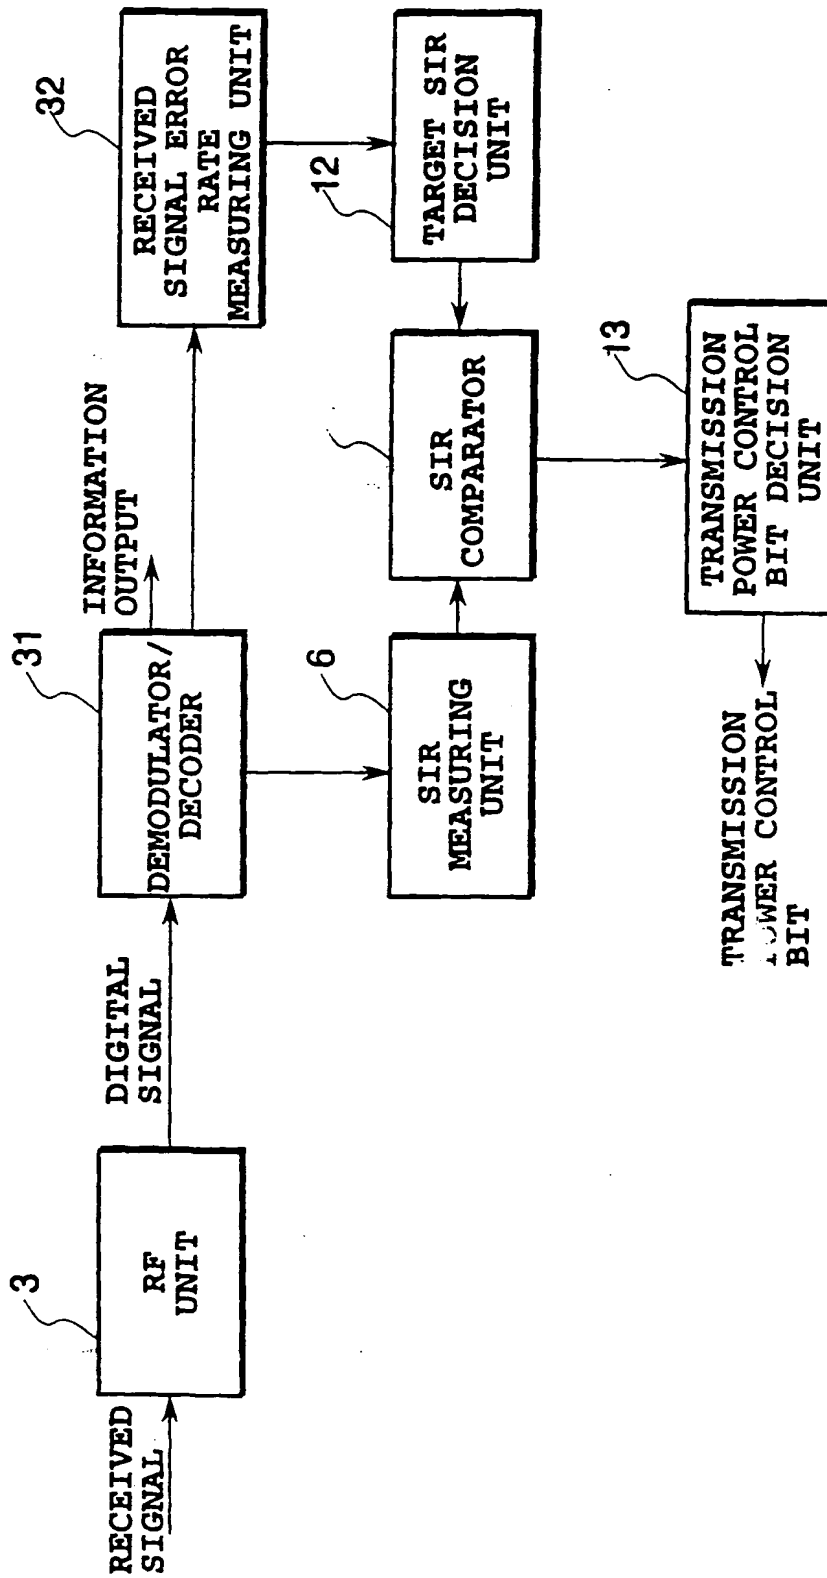 RECEIVED
SIGNAL
3
RF
UNIT
DIGITAL
SIGNAL
31
DEMODULATOR/
DECODER
INFORMATION
OUTPUT
32
RECEIVED
SIGNAL ERROR
RATE
MEASURING UNIT
6
SIR
MEASURING
UNIT
SIR
COMPARATOR
12
TARGET SIR
DECISION
UNIT
13
TRANSMISSION
POWER CONTROL
BIT DECISION
UNIT
TRANSMISSION
POWER CONTROL
BIT